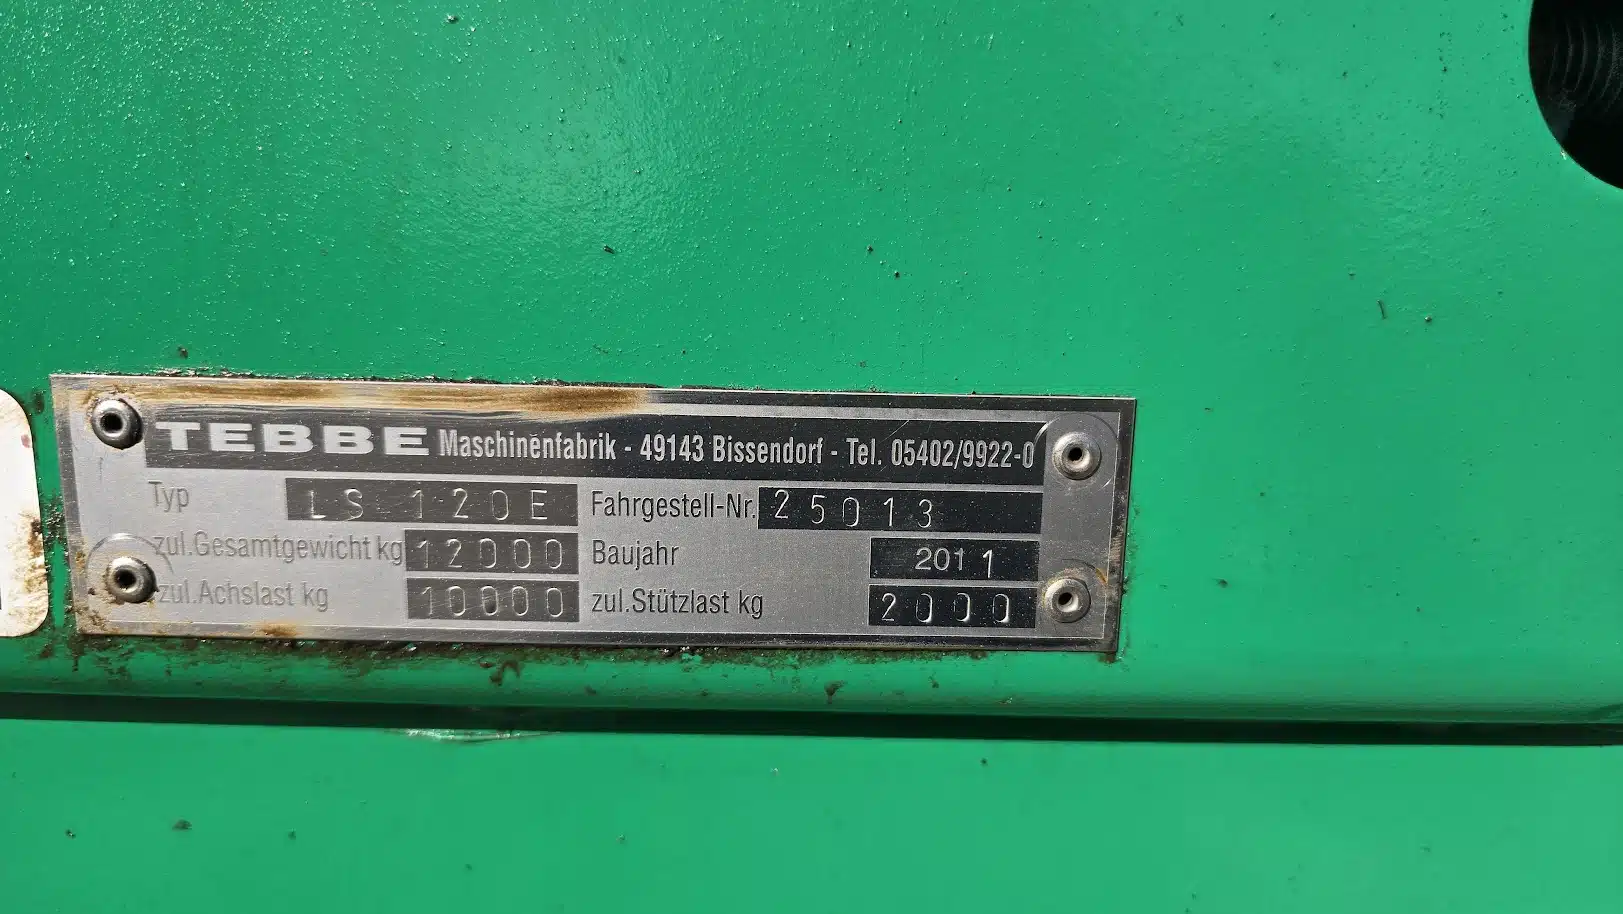 TEBBE Maschinenfabrik - 49143 Bissendorf - Tel. 05402/9922-0
Typ LS 120E Fahrgestell-Nr. 25013
zul.Gesamtgewicht kg 12000 Baujahr 2011
zul.Achslast kg 10000 zul.Stützlast kg 2000